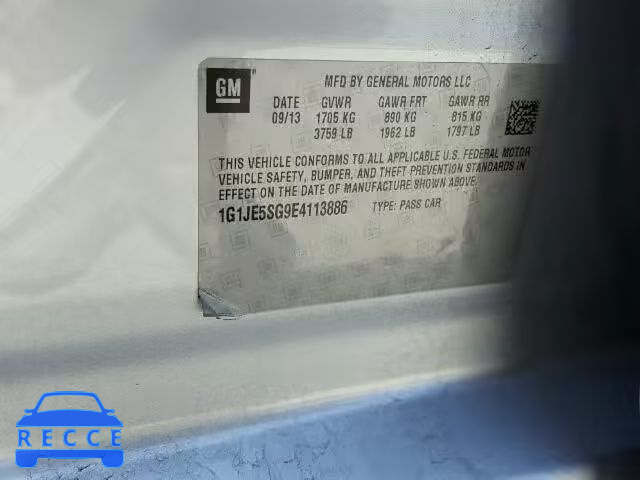 GM
MFD BY GENERAL MOTORS LLC
DATE GVWR GAWR FRT GAWR RR
09/13 1705 KG 890 KG 815 KG
3759 LB 1962 LB 1797 LB
THIS VEHICLE CONFORMS TO ALL APPLICABLE U.S. FEDERAL MOTOR
VEHICLE SAFETY, BUMPER, AND THEFT PREVENTION STANDARDS IN
EFFECT ON THE DATE OF MANUFACTURE SHOWN ABOVE.
1G1JE5SG9E4113886 TYPE: PASS CAR
RECCE